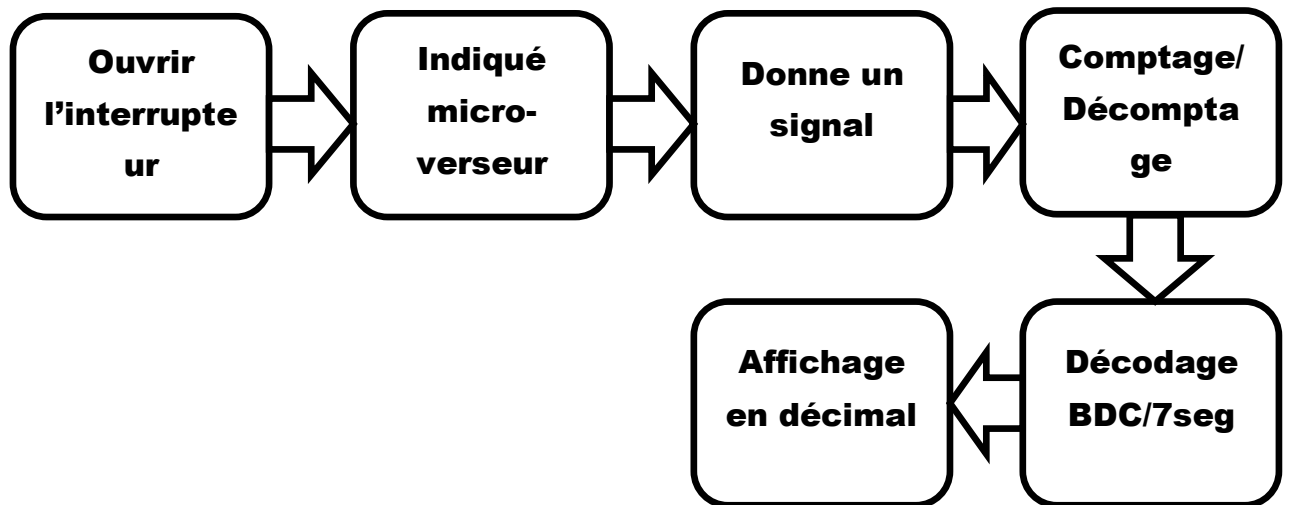 Ouvrir
l’interrupte
ur
Indiqué
micro-
verseur
Donne un
signal
Comptage/
Décompta
ge
Décodage
BDC/7seg
Affichage
en décimal